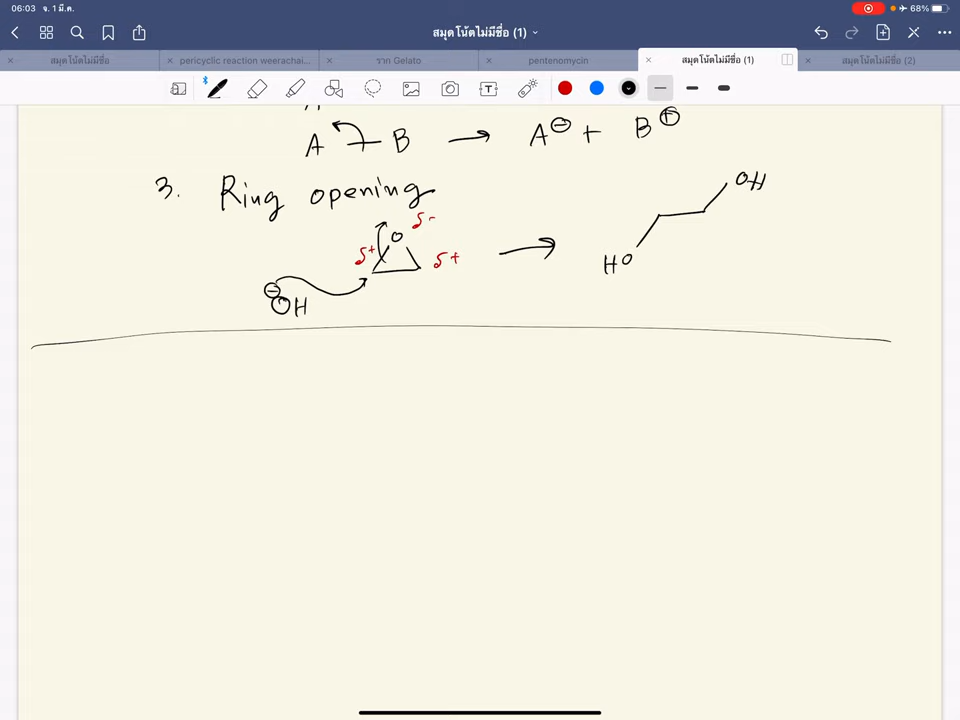 06:03 จ. 1 มี.ค. 68%
สมุดโน้ตไม่มีชื่อ (1)
สมุดโน้ตไม่มีชื่อ pericyclic reaction weerachai... ราก Gelato pentenomycin สมุดโน้ตไม่มีชื่อ (1) สมุดโน้ตไม่มีชื่อ (2)
A B → A⊖ + B⊕
3. Ring opening
OH
O δ-
δ+ δ+ →
HO
⊖
OH